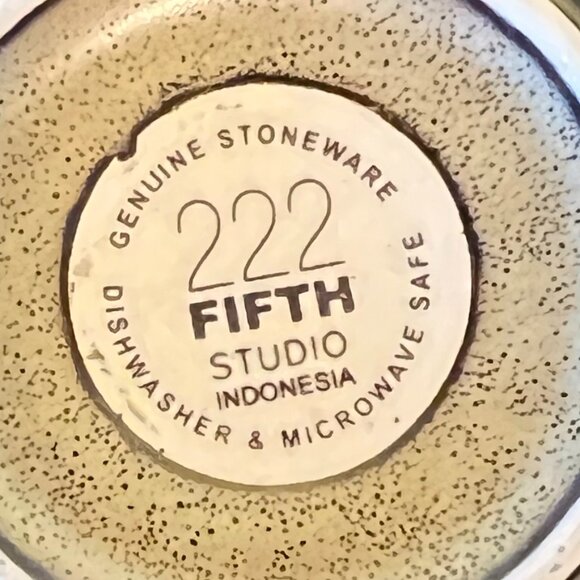 GENUINE STONEWARE
222
FIFTH
STUDIO
INDONESIA
DISHWASHER & MICROWAVE SAFE